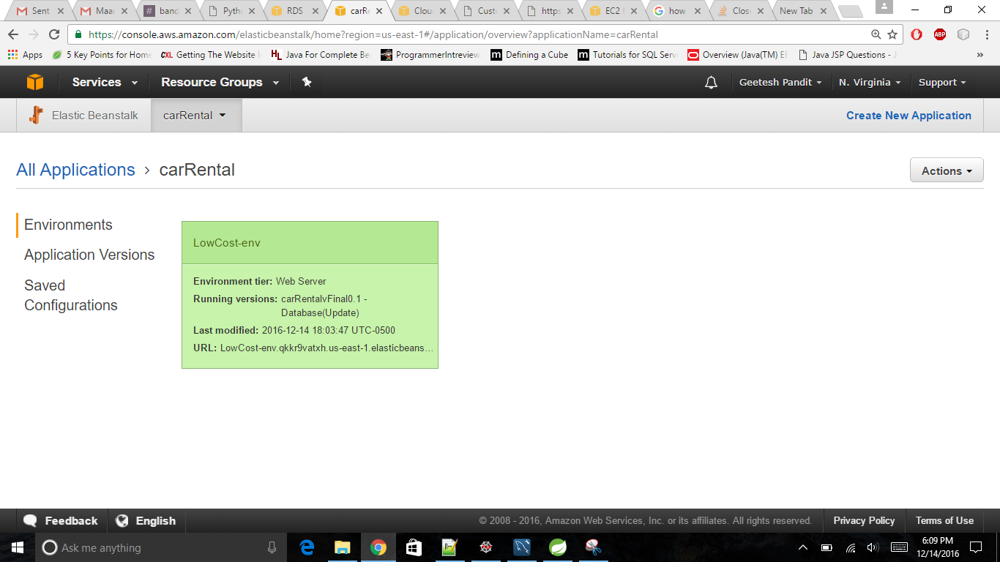 Sent
Maar
band
Pyth
RDS
carRe
Clou
Cust
https
EC2
how
Closi
New Tab
https://console.aws.amazon.com/elasticbeanstalk/home?region=us-east-1#/application/overview?applicationName=carRental
ABP
Apps
5 Key Points for Home
CXL Getting The Website I
HL Java For Complete Be
ProgrammerIntreview
m Defining a Cube
m Tutorials for SQL Serv
Overview (Java(TM) EE
Java JSP Questions - J
»
Services
Resource Groups
Geetesh Pandit
N. Virginia
Support
Elastic Beanstalk
carRental
Create New Application
All Applications › carRental
Actions
Environments
Application Versions
Saved
Configurations
LowCost-env
Environment tier: Web Server
Running versions: carRentalvFinal0.1 -
Database(Update)
Last modified: 2016-12-14 18:03:47 UTC-0500
URL: LowCost-env.qkkr9vatxh.us-east-1.elasticbeans…
Feedback
English
© 2008 - 2016, Amazon Web Services, Inc. or its affiliates. All rights reserved.
Privacy Policy
Terms of Use
Ask me anything
6:09 PM
12/14/2016